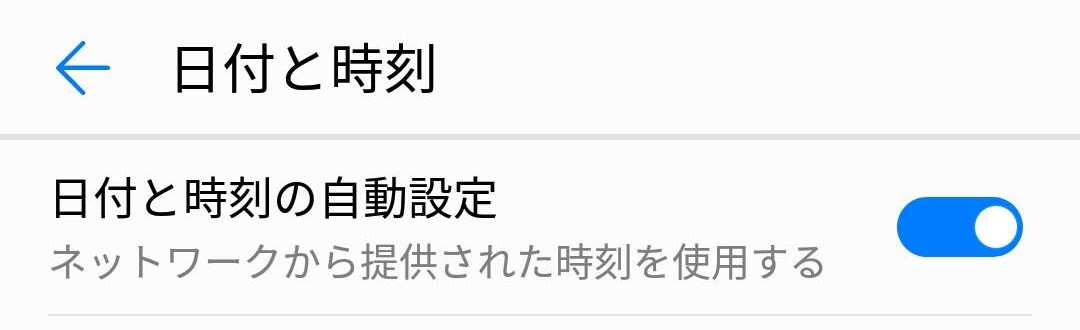 日付と時刻
日付と時刻の自動設定
ネットワークから提供された時刻を使用する